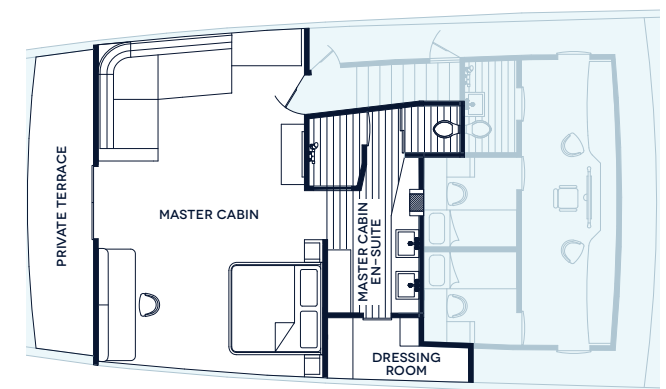 PRIVATE TERRACE
MASTER CABIN
MASTER CABIN
EN-SUITE
DRESSING
ROOM